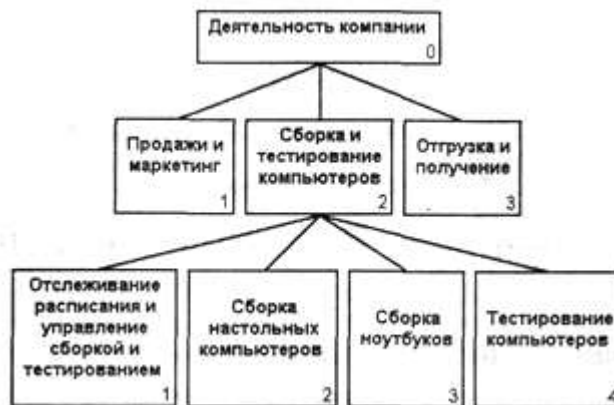 Деятельность компании
0
Продажи и
маркетинг
1
Сборка и
тестирование
компьютеров
2
Отгрузка и
получение
3
Отслеживание
расписания и
управление
сборкой и
тестированием
1
Сборка
настольных
компьютеров
2
Сборка
ноутбуков
3
Тестирование
компьютеров
4